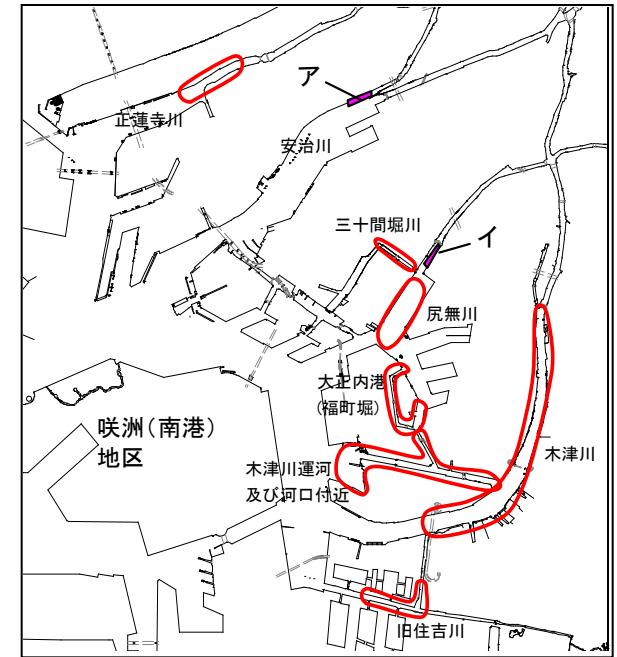 ア
正蓮寺川
安治川
三十間堀川
イ
尻無川
大正内港
(福町堀)
咲洲(南港)
地区
木津川運河
及び河口付近
木津川
旧住吉川